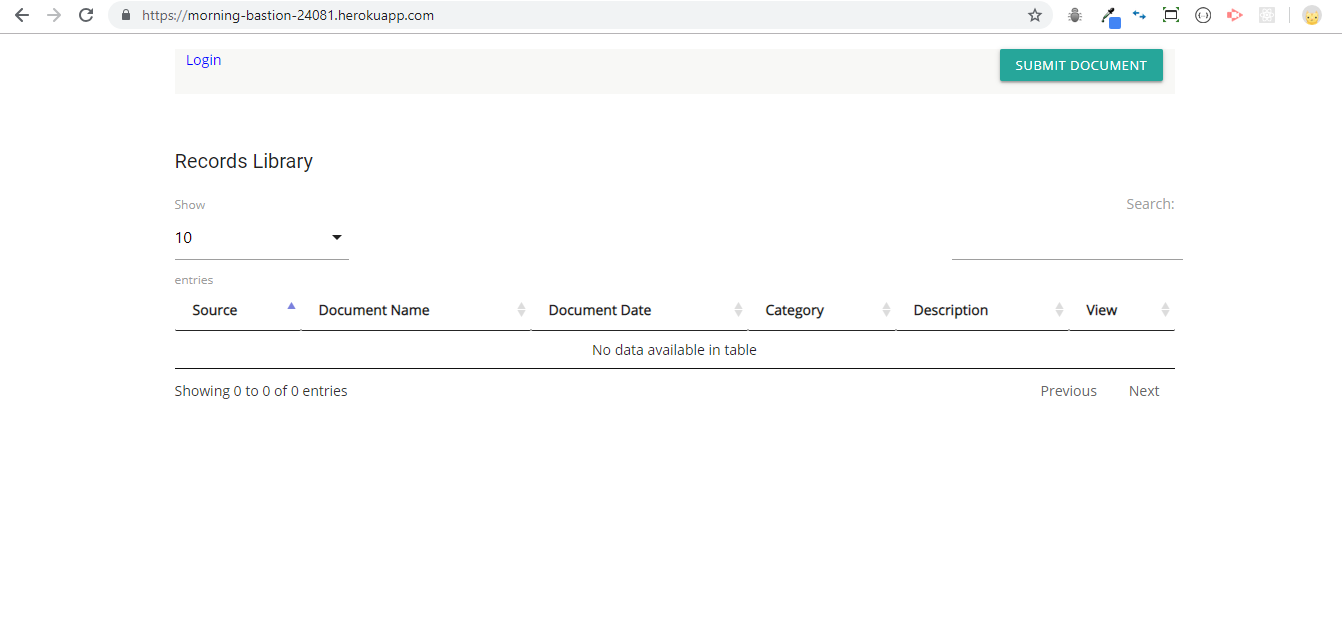 https://morning-bastion-24081.herokuapp.com
Login
SUBMIT DOCUMENT
Records Library
Show
Search:
10
entries
Source Document Name Document Date Category Description View
No data available in table
Showing 0 to 0 of 0 entries
Previous Next